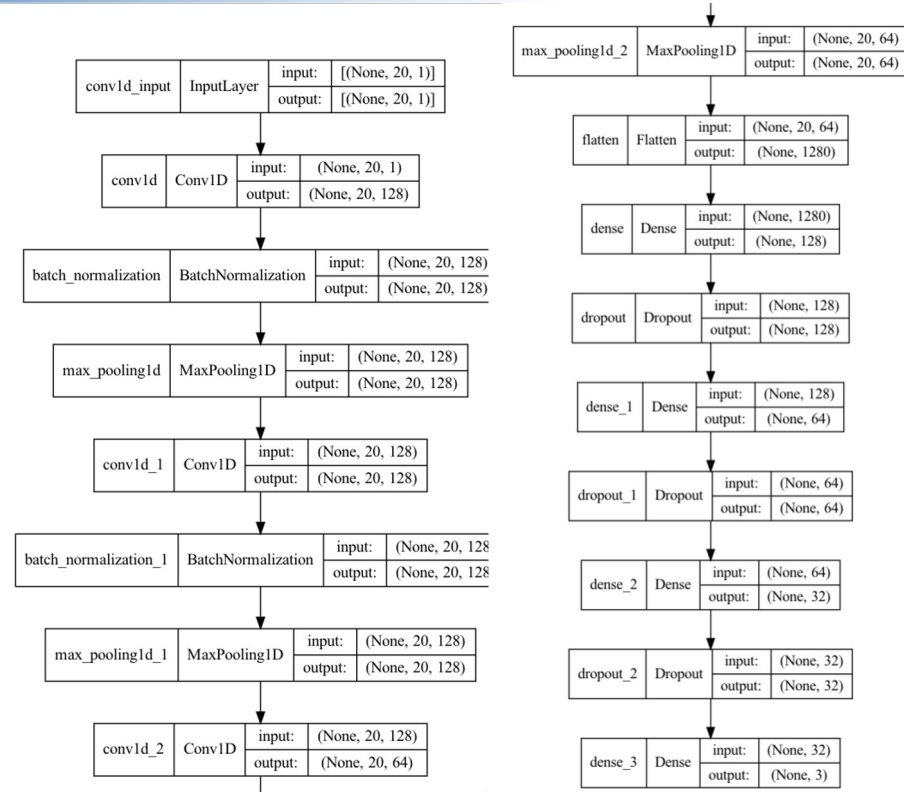 conv1d_input InputLayer input: [(None, 20, 1)]
output: [(None, 20, 1)]
conv1d Conv1D input: (None, 20, 1)
output: (None, 20, 128)
batch_normalization BatchNormalization input: (None, 20, 128)
output: (None, 20, 128)
max_pooling1d MaxPooling1D input: (None, 20, 128)
output: (None, 20, 128)
conv1d_1 Conv1D input: (None, 20, 128)
output: (None, 20, 128)
batch_normalization_1 BatchNormalization input: (None, 20, 128
output: (None, 20, 128
max_pooling1d_1 MaxPooling1D input: (None, 20, 128)
output: (None, 20, 128)
conv1d_2 Conv1D input: (None, 20, 128)
output: (None, 20, 64)
max_pooling1d_2 MaxPooling1D input: (None, 20, 64)
output: (None, 20, 64)
flatten Flatten input: (None, 20, 64)
output: (None, 1280)
dense Dense input: (None, 1280)
output: (None, 128)
dropout Dropout input: (None, 128)
output: (None, 128)
dense_1 Dense input: (None, 128)
output: (None, 64)
dropout_1 Dropout input: (None, 64)
output: (None, 64)
dense_2 Dense input: (None, 64)
output: (None, 32)
dropout_2 Dropout input: (None, 32)
output: (None, 32)
dense_3 Dense input: (None, 32)
output: (None, 3)